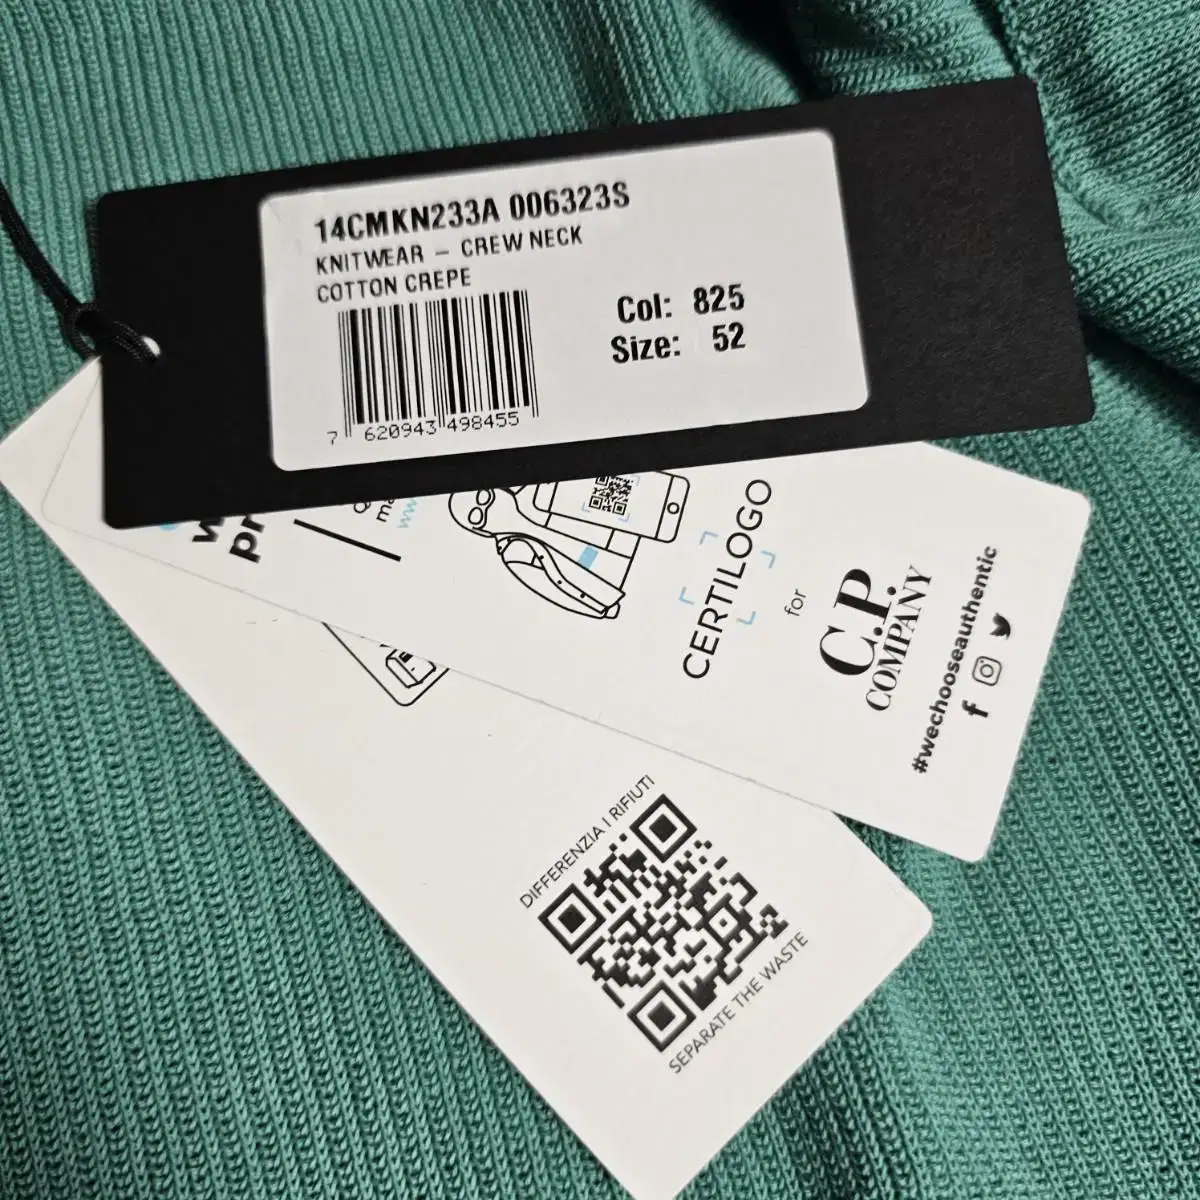 14CMKN233A 006323S
KNITWEAR – CREW NECK
COTTON CREPE
Col: 825
Size: 52
7 620943 498455
CERTILOGO
for
C.P.
COMPANY
#wechooseauthentic
DIFFERENZIA I RIFIUTI
SEPARATE THE WASTE